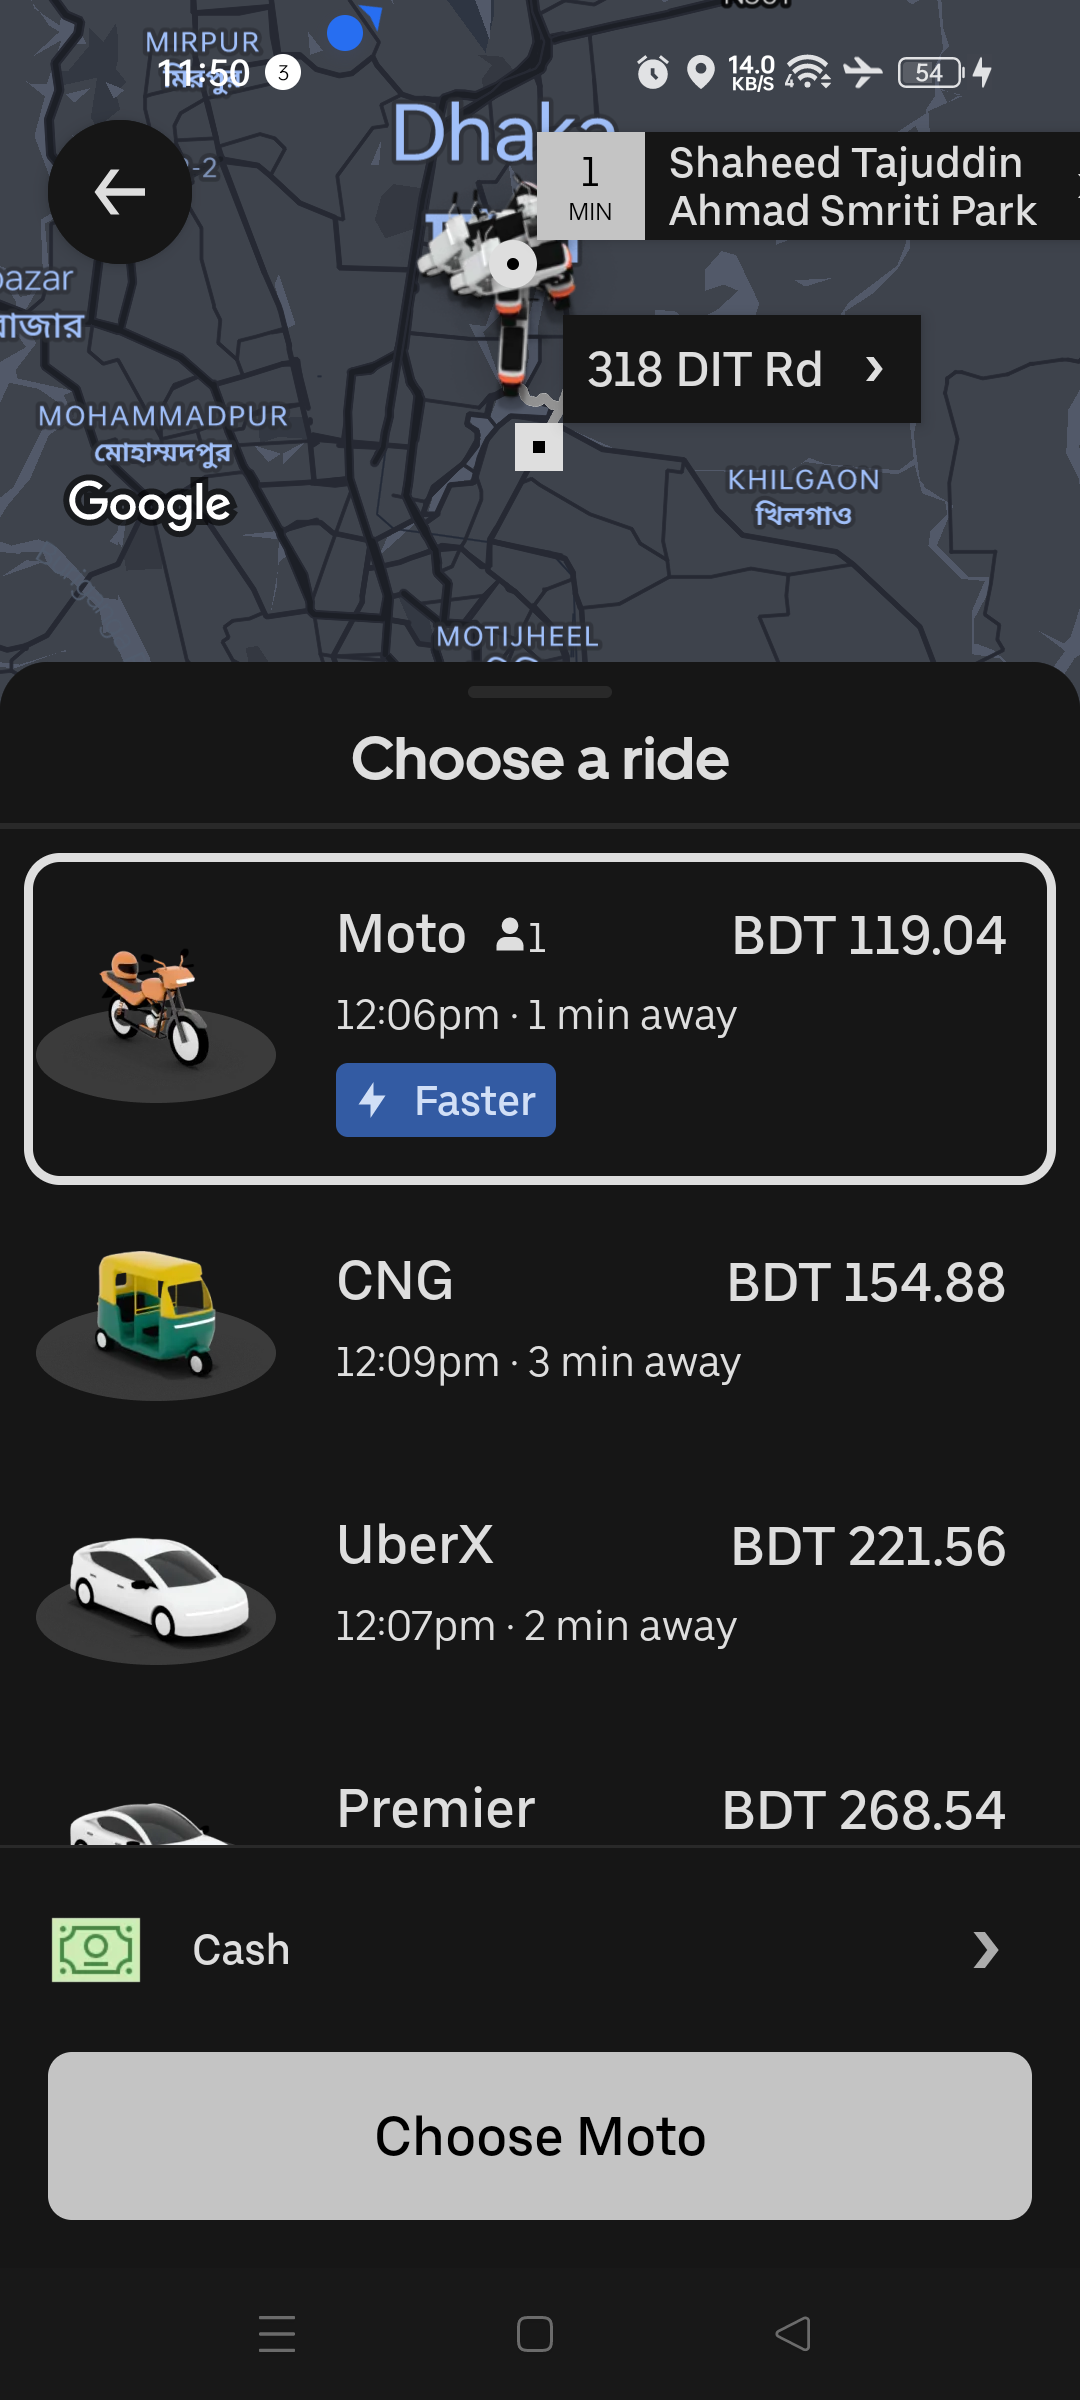 MIRPUR
মিরপুর
11:50 3
14.0
KB/S
4
54
Dhaka
-2
1
MIN
Shaheed Tajuddin
Ahmad Smriti Park
318 DIT Rd
MOHAMMADPUR
মোহাম্মদপুর
Google
KHILGAON
খিলগাও
MOTIJHEEL
Choose a ride
Moto 1 BDT 119.04
12:06pm · 1 min away
Faster
CNG BDT 154.88
12:09pm · 3 min away
UberX BDT 221.56
12:07pm · 2 min away
Premier BDT 268.54
Cash
Choose Moto